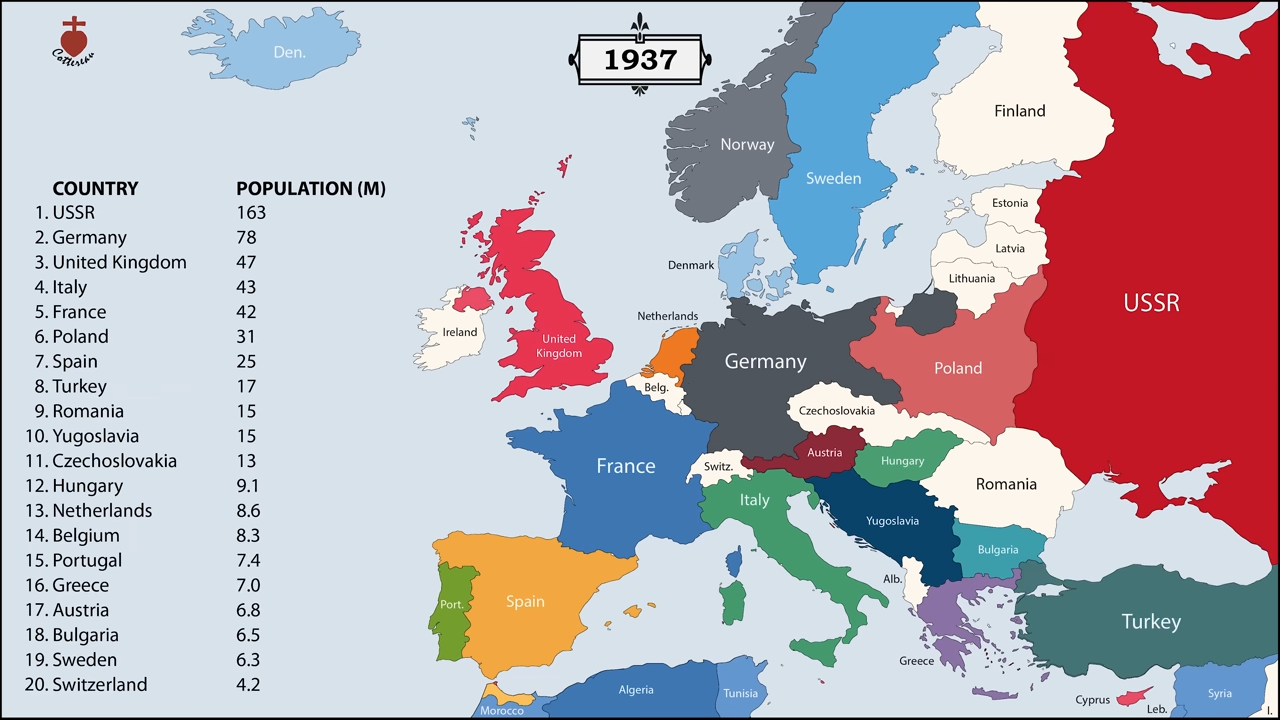 Cottereau
Den.
1937
COUNTRY POPULATION (M)
1. USSR 163
2. Germany 78
3. United Kingdom 47
4. Italy 43
5. France 42
6. Poland 31
7. Spain 25
8. Turkey 17
9. Romania 15
10. Yugoslavia 15
11. Czechoslovakia 13
12. Hungary 9.1
13. Netherlands 8.6
14. Belgium 8.3
15. Portugal 7.4
16. Greece 7.0
17. Austria 6.8
18. Bulgaria 6.5
19. Sweden 6.3
20. Switzerland 4.2
Finland
Norway
Sweden
Estonia
Latvia
Denmark
Lithuania
USSR
Netherlands
Ireland
United
Kingdom
Germany
Poland
Belg.
Czechoslovakia
Austria
Hungary
France
Switz.
Romania
Italy
Yugoslavia
Bulgaria
Alb.
Port.
Spain
Turkey
Greece
Algeria
Tunisia
Syria
Cyprus
Morocco
Leb.
I.